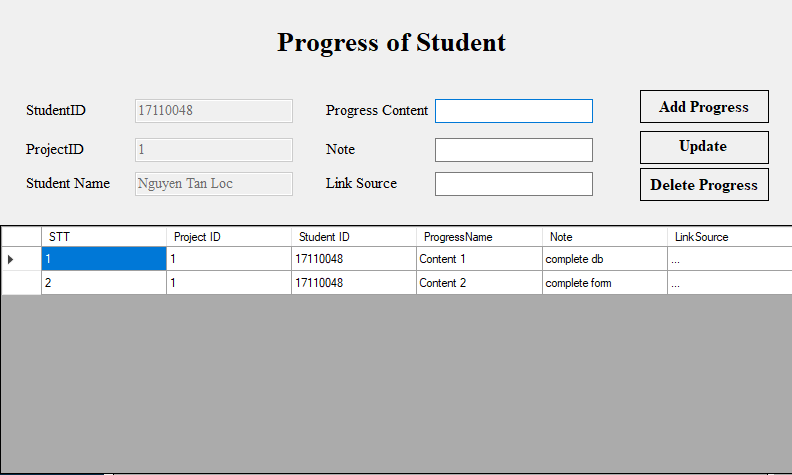 Progress of Student
StudentID 17110048 Progress Content Add Progress
ProjectID 1 Note Update
Student Name Nguyen Tan Loc Link Source Delete Progress
STT Project ID Student ID ProgressName Note LinkSource
1 1 17110048 Content 1 complete db ...
2 1 17110048 Content 2 complete form ...